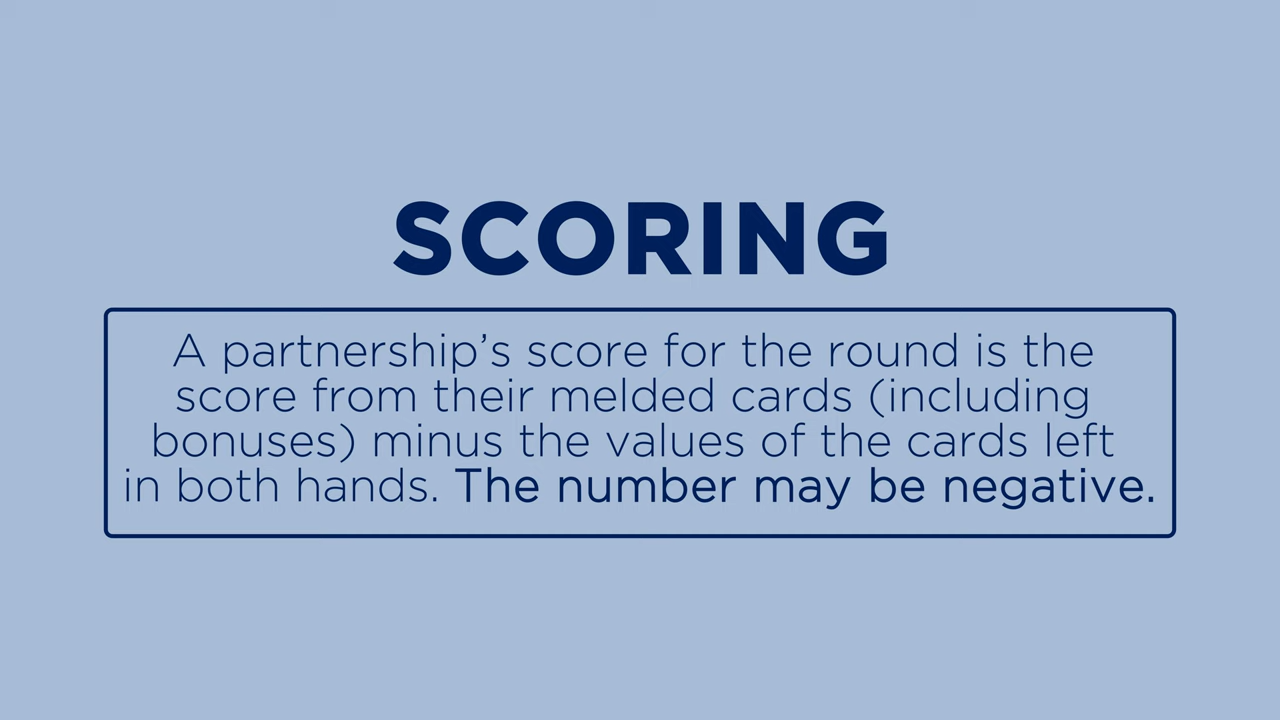 SCORING
A partnership’s score for the round is the
score from their melded cards (including
bonuses) minus the values of the cards left
in both hands. The number may be negative.